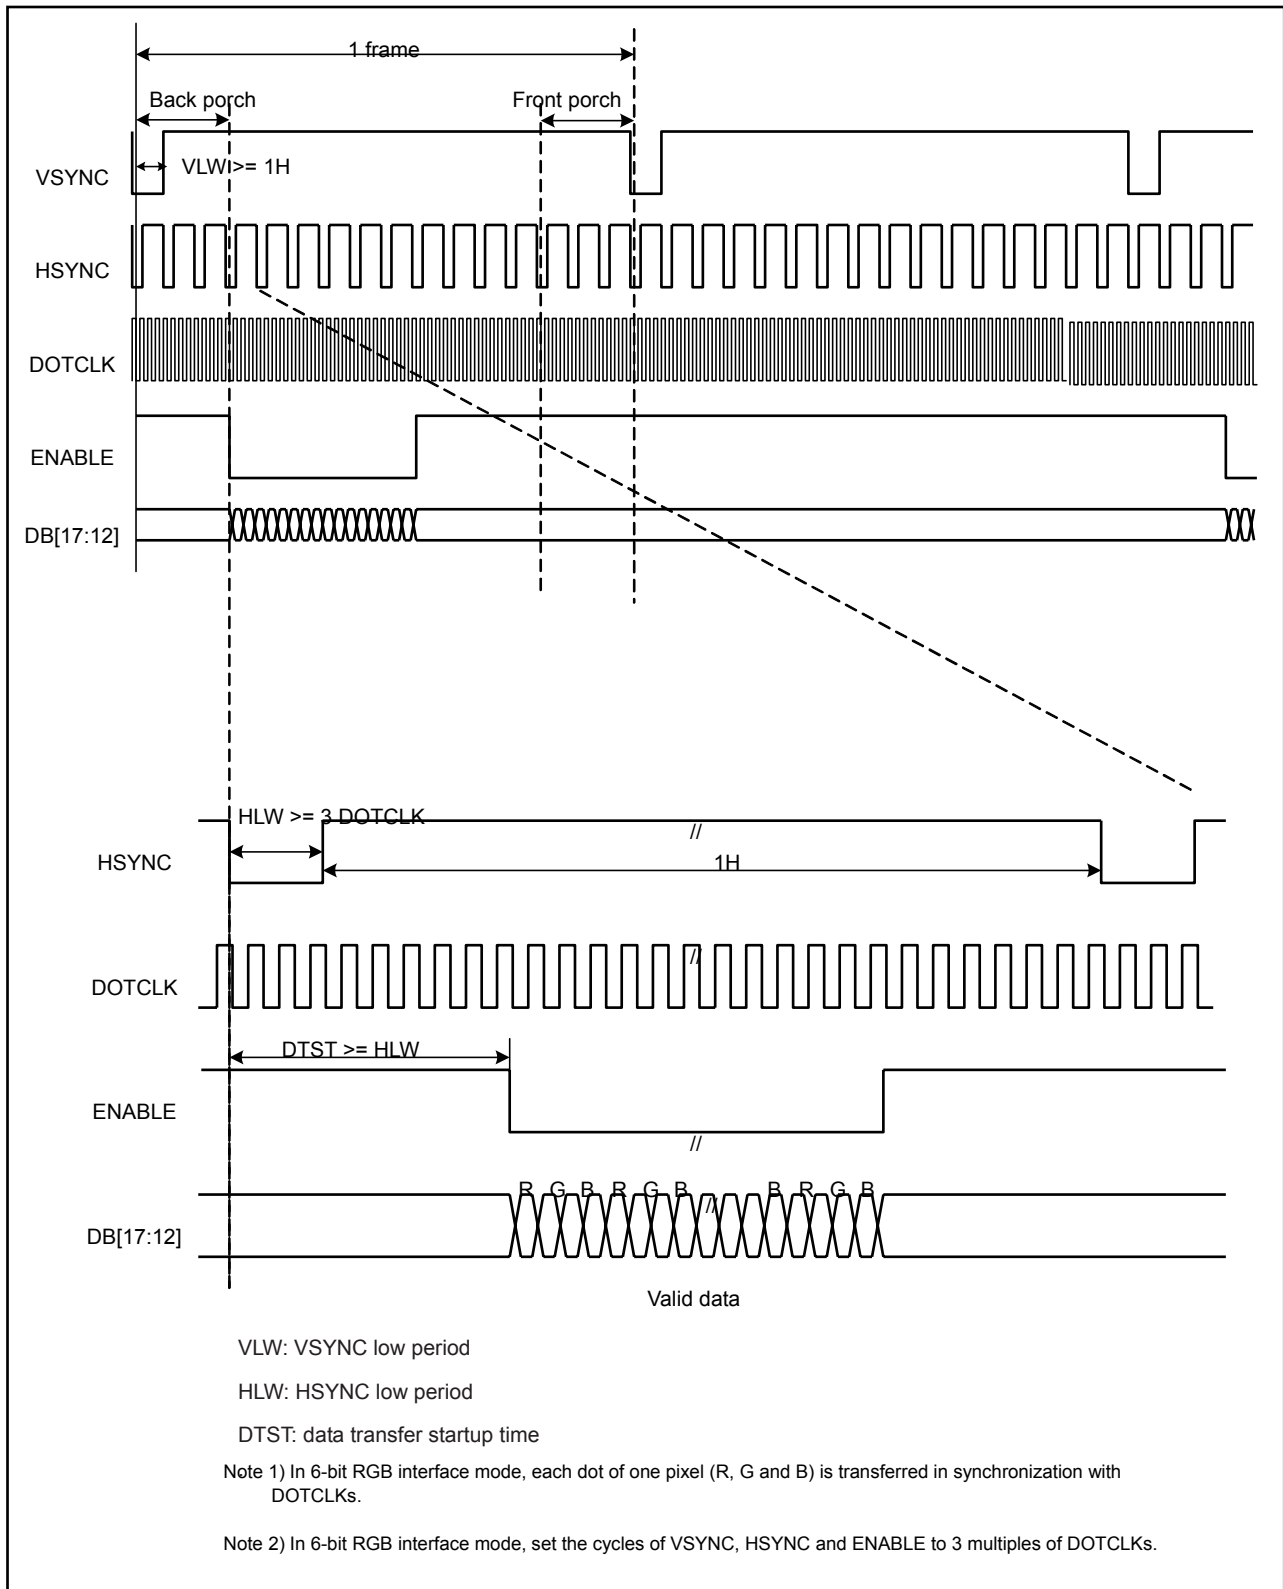 1 frame
Back porch
Front porch
VLW >= 1H
VSYNC
HSYNC
DOTCLK
ENABLE
DB[17:12]
HLW >= 3 DOTCLK
//
HSYNC
1H
//
DOTCLK
DTST >= HLW
ENABLE
//
R G B R G B // B R G B
DB[17:12]
Valid data
VLW: VSYNC low period
HLW: HSYNC low period
DTST: data transfer startup time
Note 1) In 6-bit RGB interface mode, each dot of one pixel (R, G and B) is transferred in synchronization with
DOTCLKs.
Note 2) In 6-bit RGB interface mode, set the cycles of VSYNC, HSYNC and ENABLE to 3 multiples of DOTCLKs.